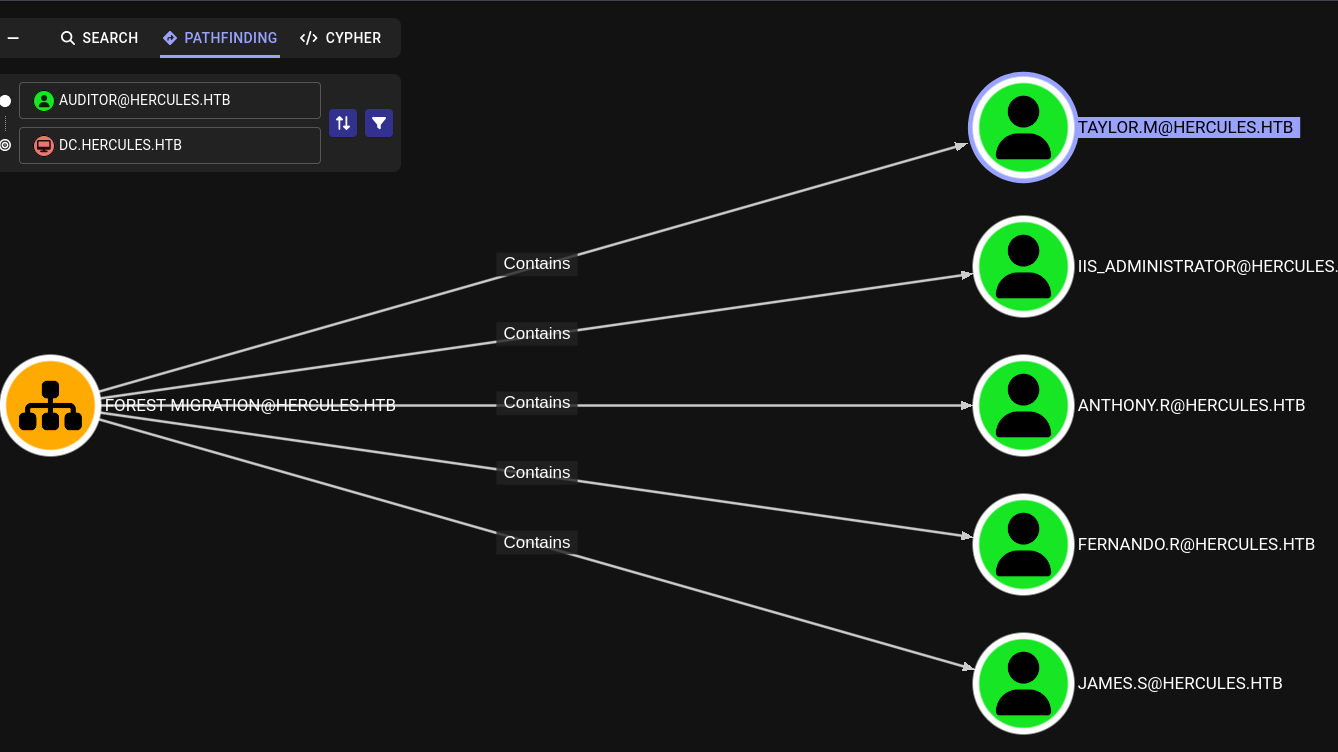 SEARCH PATHFINDING </> CYPHER
AUDITOR@HERCULES.HTB
DC.HERCULES.HTB
TAYLOR.M@HERCULES.HTB
Contains
IIS_ADMINISTRATOR@HERCULES.
Contains
FOREST MIGRATION@HERCULES.HTB
Contains
ANTHONY.R@HERCULES.HTB
Contains
FERNANDO.R@HERCULES.HTB
Contains
JAMES.S@HERCULES.HTB